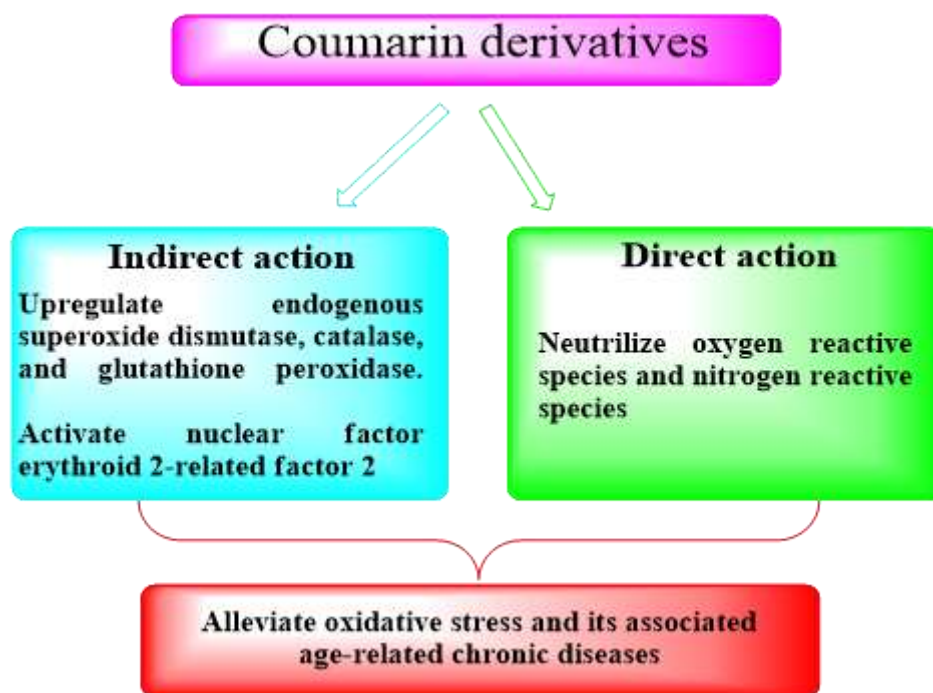 Coumarin derivatives
Indirect action
Upregulate endogenous
superoxide dismutase, catalase,
and glutathione peroxidase.
Activate nuclear factor
erythroid 2-related factor 2
Direct action
Neutrilize oxygen reactive
species and nitrogen reactive
species
Alleviate oxidative stress and its associated
age-related chronic diseases